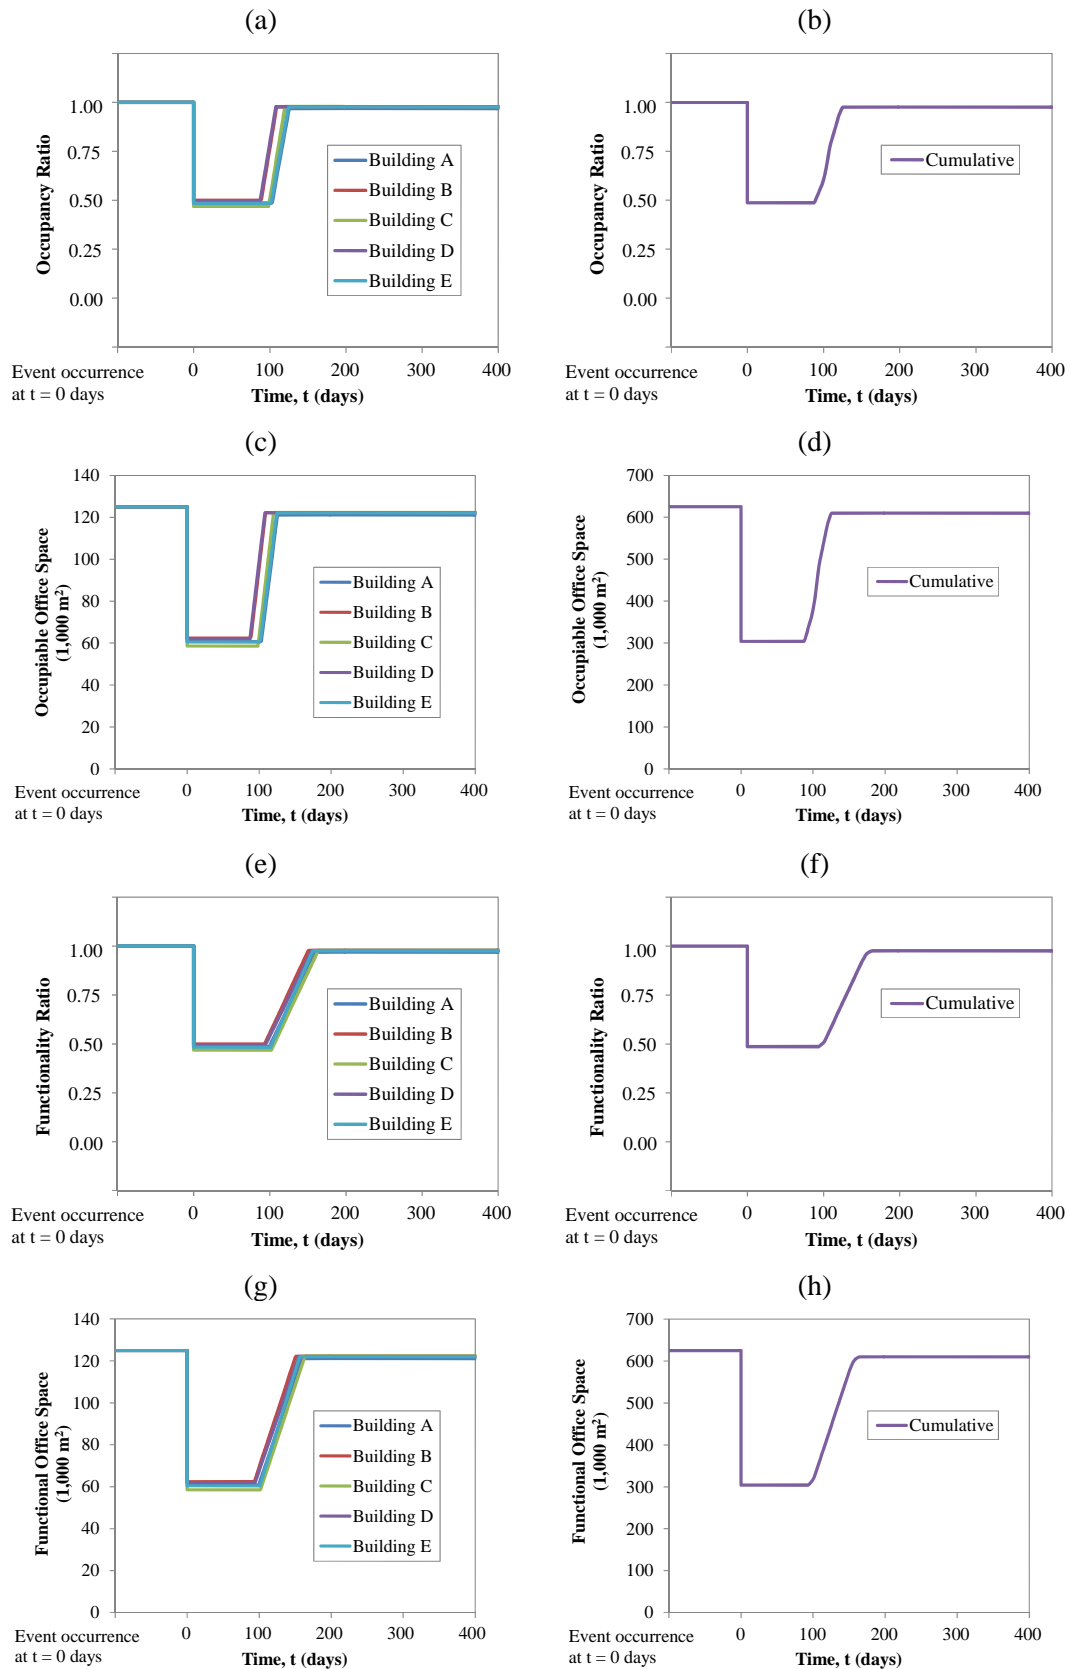 (a)
1.00
0.75
0.50
0.25
0.00
Occupancy Ratio
Building A
Building B
Building C
Building D
Building E
0 100 200 300 400
Event occurrence
at t = 0 days
Time, t (days)
(b)
1.00
0.75
0.50
0.25
0.00
Occupancy Ratio
Cumulative
0 100 200 300 400
Event occurrence
at t = 0 days
Time, t (days)
(c)
140
120
100
80
60
40
20
0
Occupiable Office Space
(1,000 m²)
Building A
Building B
Building C
Building D
Building E
0 100 200 300 400
Event occurrence
at t = 0 days
Time, t (days)
(d)
700
600
500
400
300
200
100
0
Occupiable Office Space
(1,000 m²)
Cumulative
0 100 200 300 400
Event occurrence
at t = 0 days
Time, t (days)
(e)
1.00
0.75
0.50
0.25
0.00
Functionality Ratio
Building A
Building B
Building C
Building D
Building E
0 100 200 300 400
Event occurrence
at t = 0 days
Time, t (days)
(f)
1.00
0.75
0.50
0.25
0.00
Functionality Ratio
Cumulative
0 100 200 300 400
Event occurrence
at t = 0 days
Time, t (days)
(g)
140
120
100
80
60
40
20
0
Functional Office Space
(1,000 m²)
Building A
Building B
Building C
Building D
Building E
0 100 200 300 400
Event occurrence
at t = 0 days
Time, t (days)
(h)
700
600
500
400
300
200
100
0
Functional Office Space
(1,000 m²)
Cumulative
0 100 200 300 400
Event occurrence
at t = 0 days
Time, t (days)